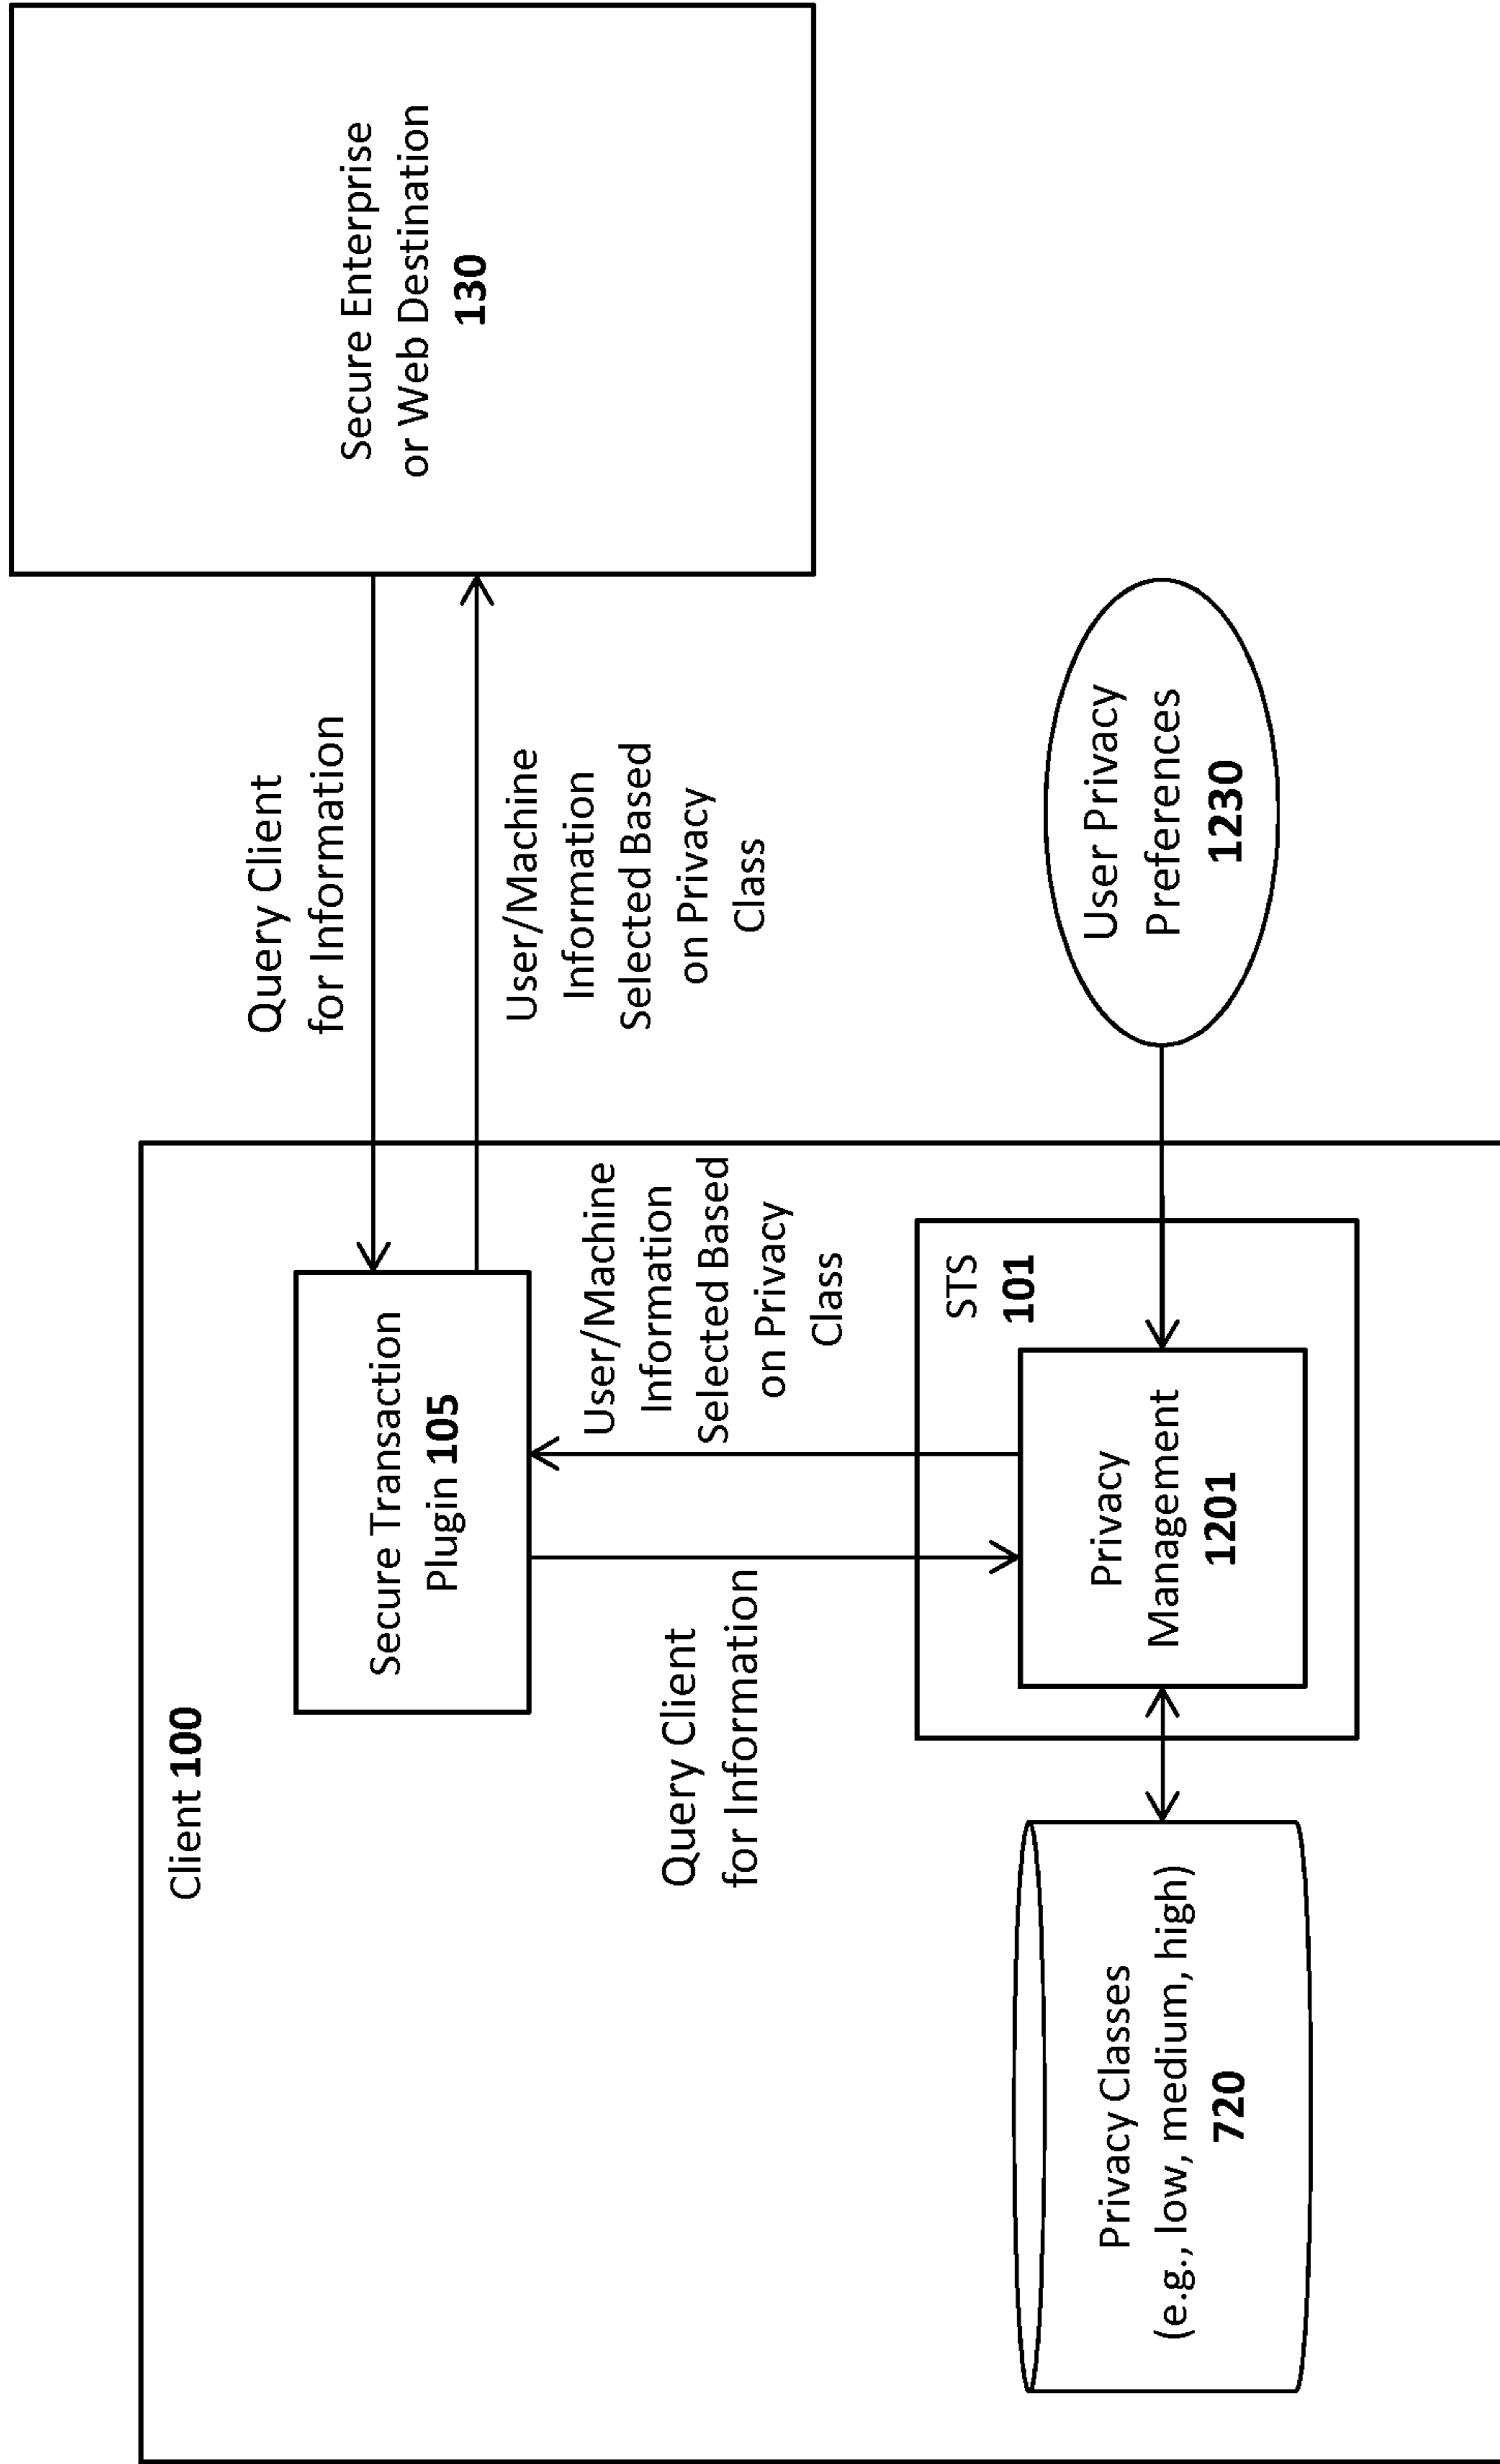 Client 100
Secure Transaction
Plugin 105
Query Client
for Information
User/Machine
Information
Selected Based
on Privacy
Class
Secure Enterprise
or Web Destination
130
Query Client
for Information
User/Machine
Information
Selected Based
on Privacy
Class
STS
101
Privacy
Management
1201
Privacy Classes
(e.g., low, medium, high)
720
User Privacy
Preferences
1230